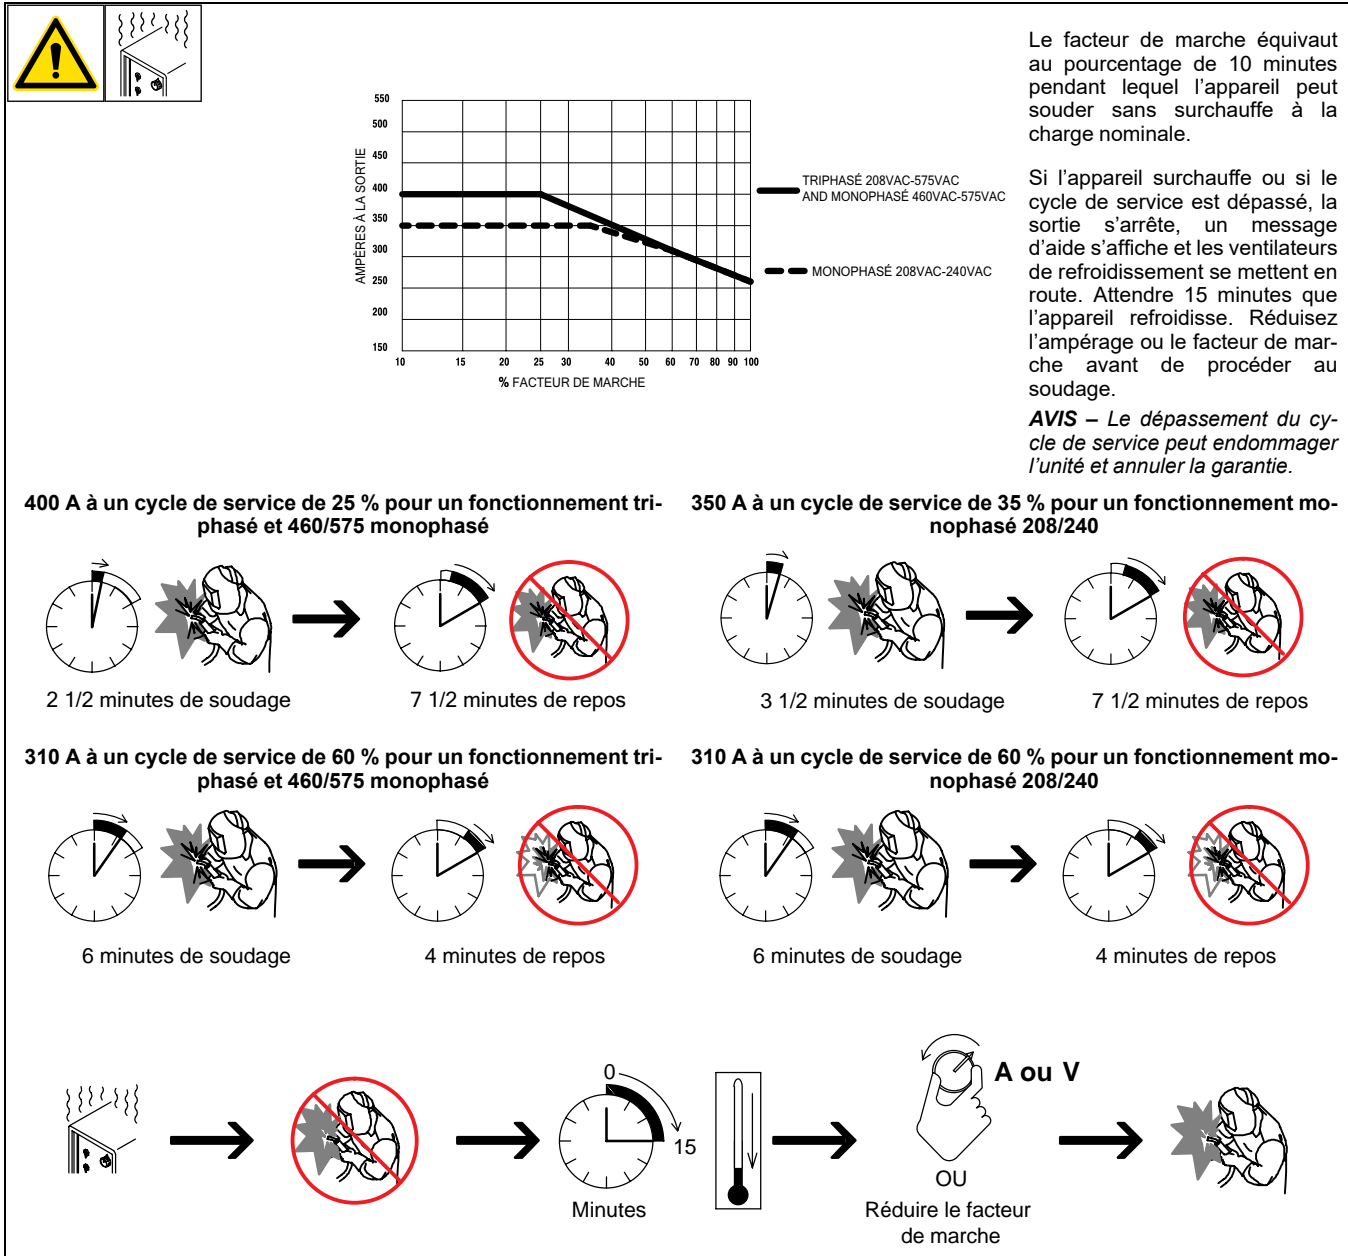 Le facteur de marche équivaut
au pourcentage de 10 minutes
pendant lequel l'appareil peut
souder sans surchauffe à la
charge nominale.
Si l'appareil surchauffe ou si le
cycle de service est dépassé, la
sortie s'arrête, un message
d'aide s'affiche et les ventilateurs
de refroidissement se mettent en
route. Attendre 15 minutes que
l'appareil refroidisse. Réduisez
l'ampérage ou le facteur de mar-
che avant de procéder au
soudage.
AVIS – Le dépassement du cy-
cle de service peut endommager
l'unité et annuler la garantie.
AMPÈRES À LA SORTIE
550
500
450
400
350
300
250
200
150
10 15 20 25 30 40 50 60 70 80 90 100
% FACTEUR DE MARCHE
TRIPHASÉ 208VAC-575VAC
AND MONOPHASÉ 460VAC-575VAC
MONOPHASÉ 208VAC-240VAC
400 A à un cycle de service de 25 % pour un fonctionnement tri-
phasé et 460/575 monophasé
2 1/2 minutes de soudage
7 1/2 minutes de repos
350 A à un cycle de service de 35 % pour un fonctionnement mo-
nophasé 208/240
3 1/2 minutes de soudage
7 1/2 minutes de repos
310 A à un cycle de service de 60 % pour un fonctionnement tri-
phasé et 460/575 monophasé
6 minutes de soudage
4 minutes de repos
310 A à un cycle de service de 60 % pour un fonctionnement mo-
nophasé 208/240
6 minutes de soudage
4 minutes de repos
0
15
Minutes
A ou V
OU
Réduire le facteur
de marche